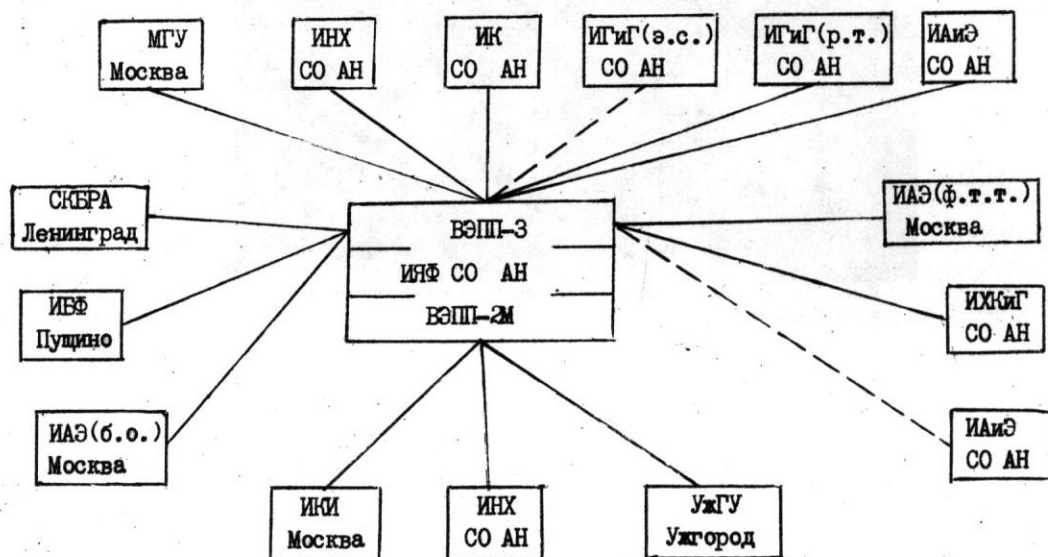 МГУ
Москва
ИНХ
СО АН
ИК
СО АН
ИГиГ(э.с.)
СО АН
ИГиГ(р.т.)
СО АН
ИАиЭ
СО АН
СКБРА
Ленинград
ВЭПП-3
ИЯФ СО АН
ВЭПП-2М
ИАЭ(ф.т.т.)
Москва
ИБФ
Пущино
ИХКиГ
СО АН
ИАЭ(б.о.)
Москва
ИАиЭ
СО АН
ИКИ
Москва
ИНХ
СО АН
УжГУ
Ужгород